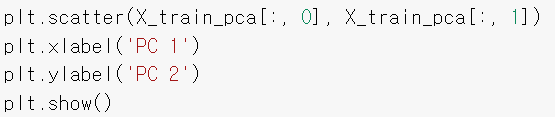 plt.scatter(X_train_pca[:, 0], X_train_pca[:, 1])
plt.xlabel('PC 1')
plt.ylabel('PC 2')
plt.show()